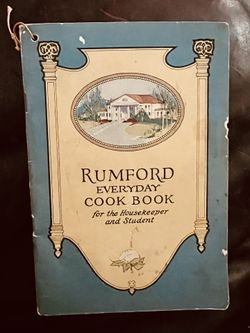 RUMFORD
EVERYDAY
COOK BOOK
for the Housekeeper
and Student